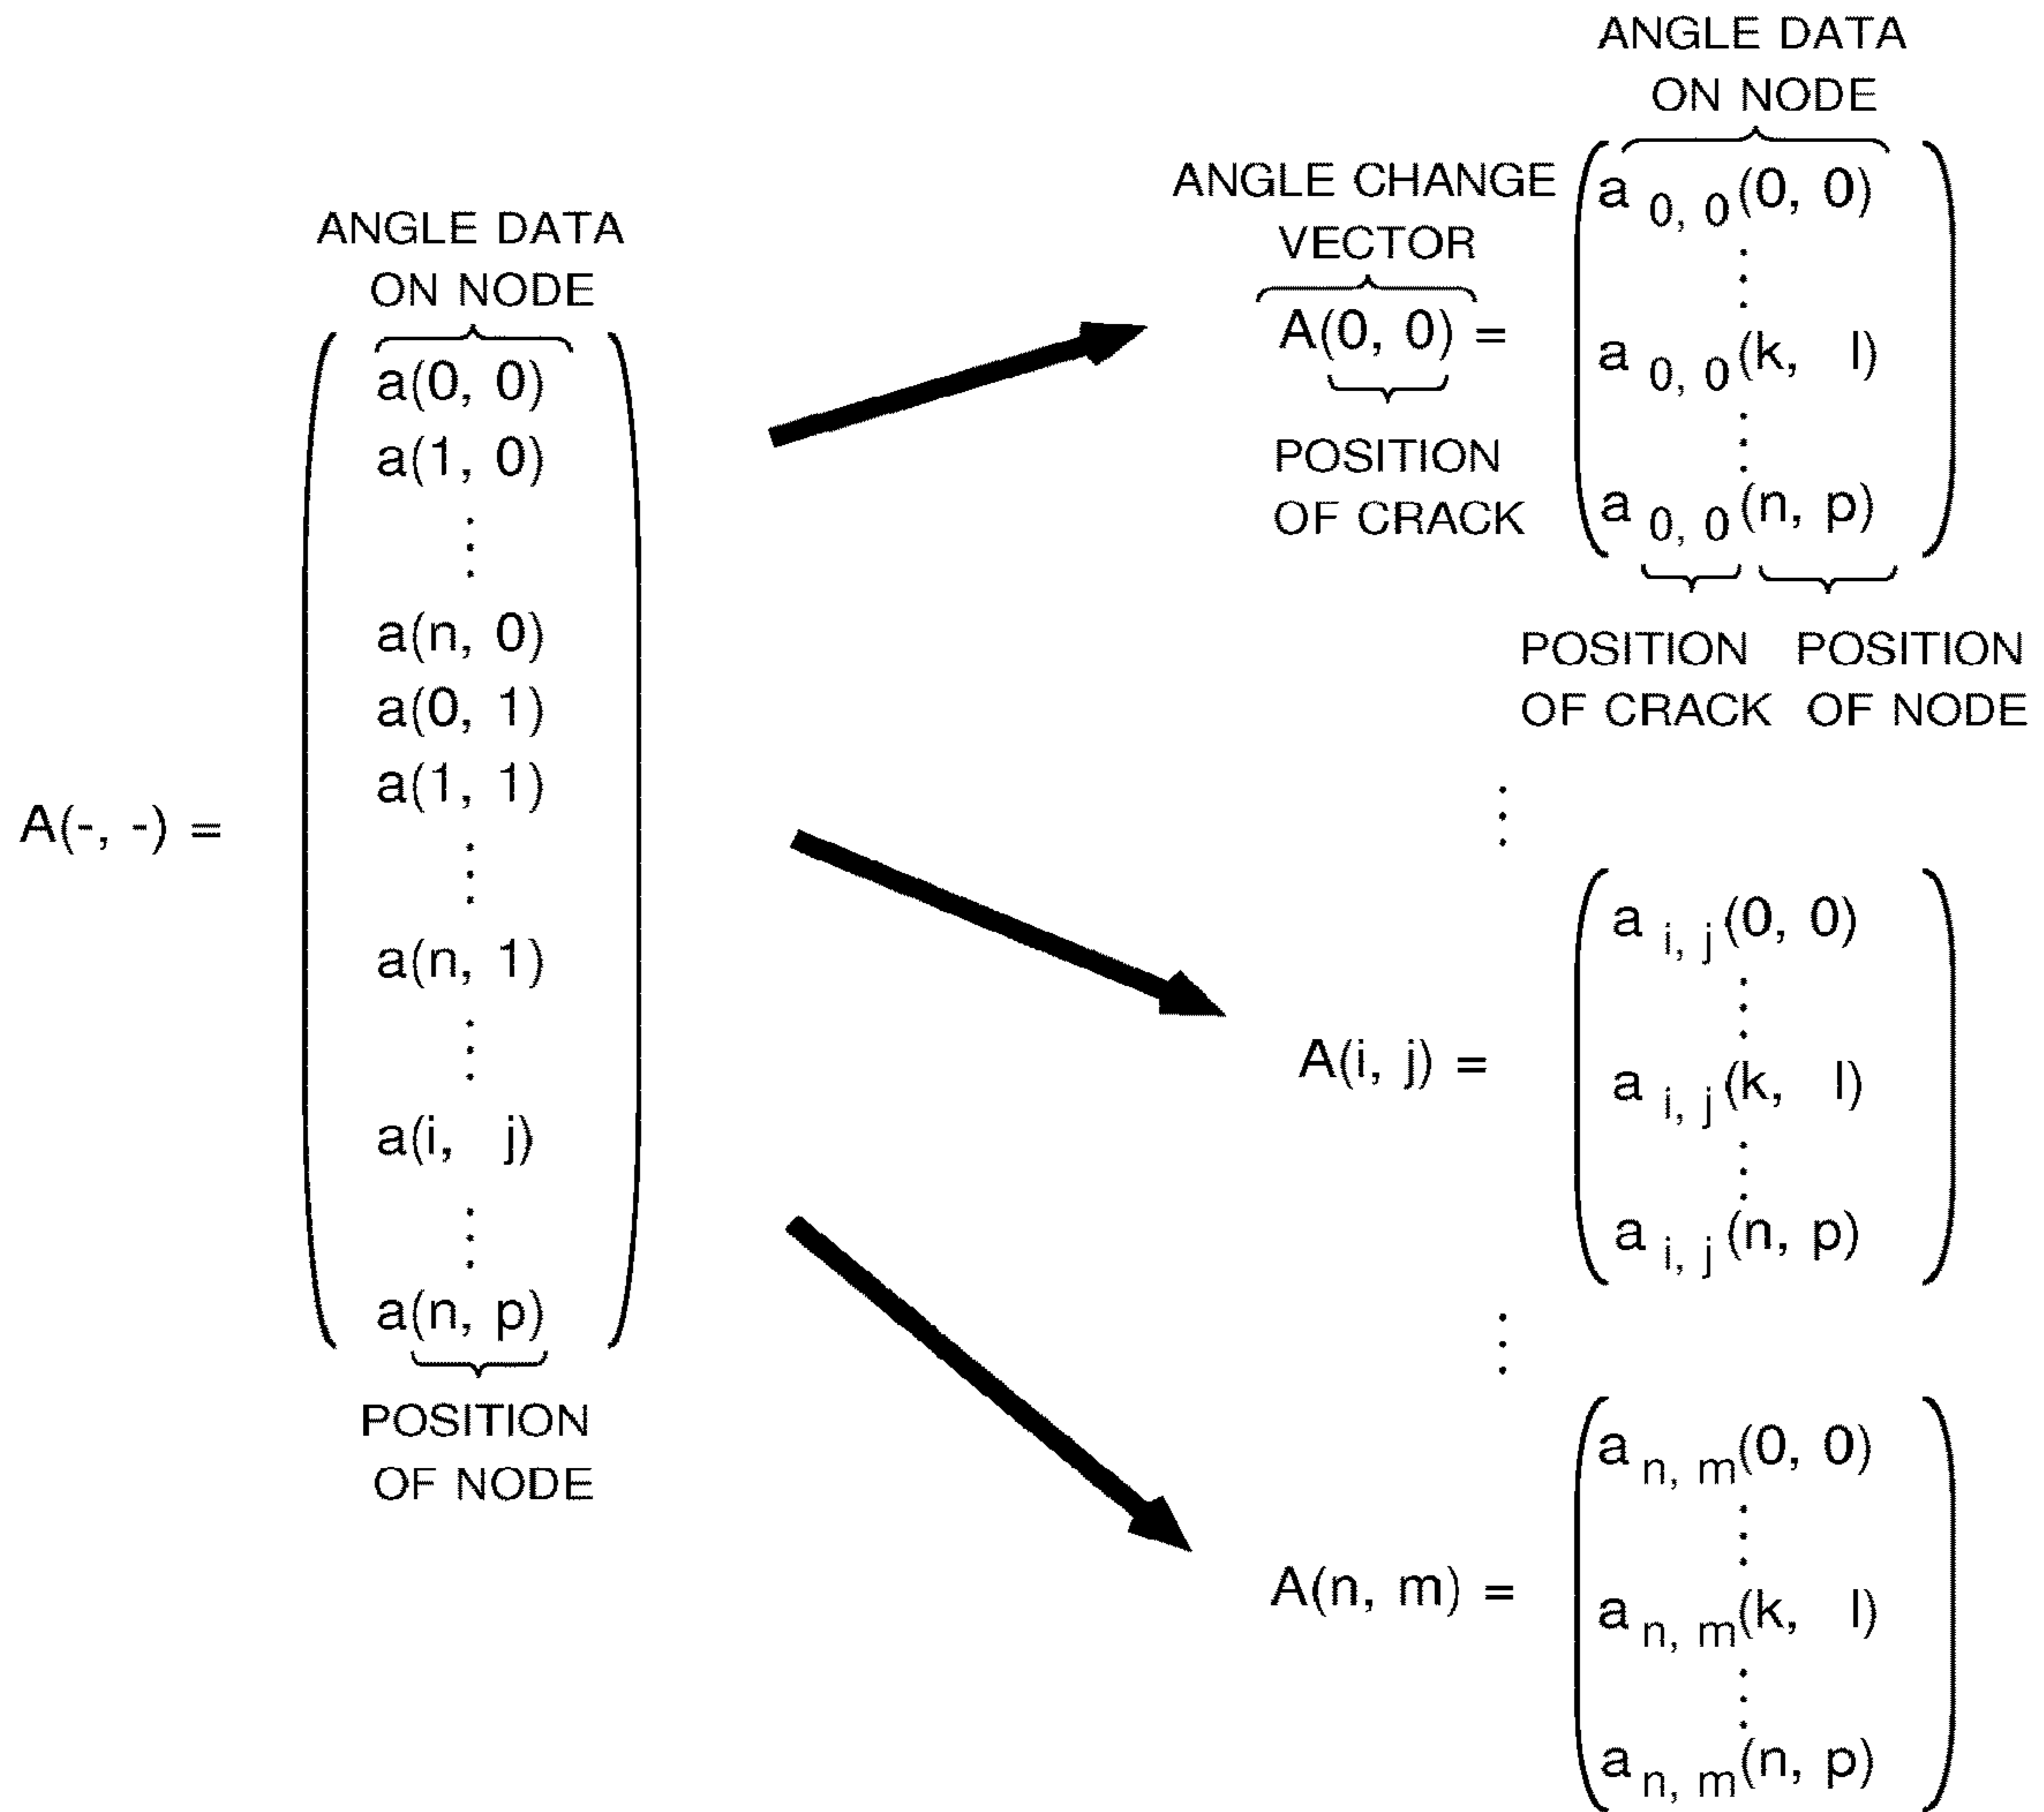 ANGLE DATA
ON NODE
a(0, 0)
a(1, 0)
⋮
a(n, 0)
a(0, 1)
a(1, 1)
⋮
A(-, -) =
a(n, 1)
⋮
a(i, j)
⋮
a(n, p)
POSITION
OF NODE
ANGLE DATA
ON NODE
ANGLE CHANGE
VECTOR
A(0, 0) =
POSITION
OF CRACK
a 0, 0 (0, 0)
⋮
a 0, 0 (k, l)
⋮
a 0, 0 (n, p)
POSITION
OF CRACK
POSITION
OF NODE
⋮
A(i, j) =
a i, j (0, 0)
⋮
a i, j (k, l)
⋮
a i, j (n, p)
⋮
A(n, m) =
a n, m (0, 0)
⋮
a n, m (k, l)
⋮
a n, m (n, p)